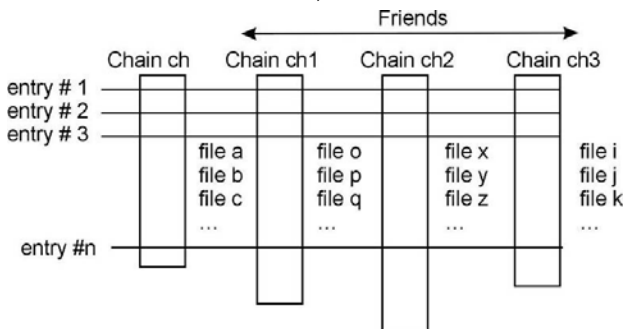 Friends
Chain ch Chain ch1 Chain ch2 Chain ch3
entry # 1
entry # 2
entry # 3
file a file o file x file i
file b file p file y file j
file c file q file z file k
... ... ... ...
entry #n